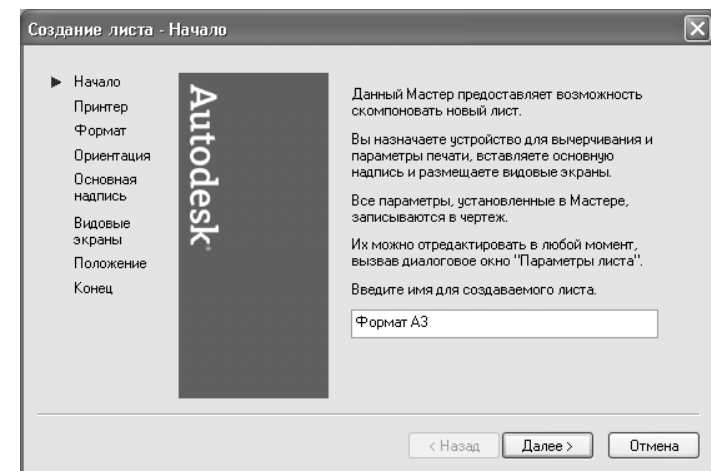 Создание листа - Начало
Начало
Принтер
Формат
Ориентация
Основная
надпись
Видовые
экраны
Положение
Конец
Autodesk
Данный Мастер предоставляет возможность
скомпоновать новый лист.
Вы назначаете устройство для вычерчивания и
параметры печати, вставляете основную
надпись и размещаете видовые экраны.
Все параметры, установленные в Мастере,
записываются в чертеж.
Их можно отредактировать в любой момент,
вызвав диалоговое окно "Параметры листа".
Введите имя для создаваемого листа.
Формат А3
< Назад
Далее >
Отмена